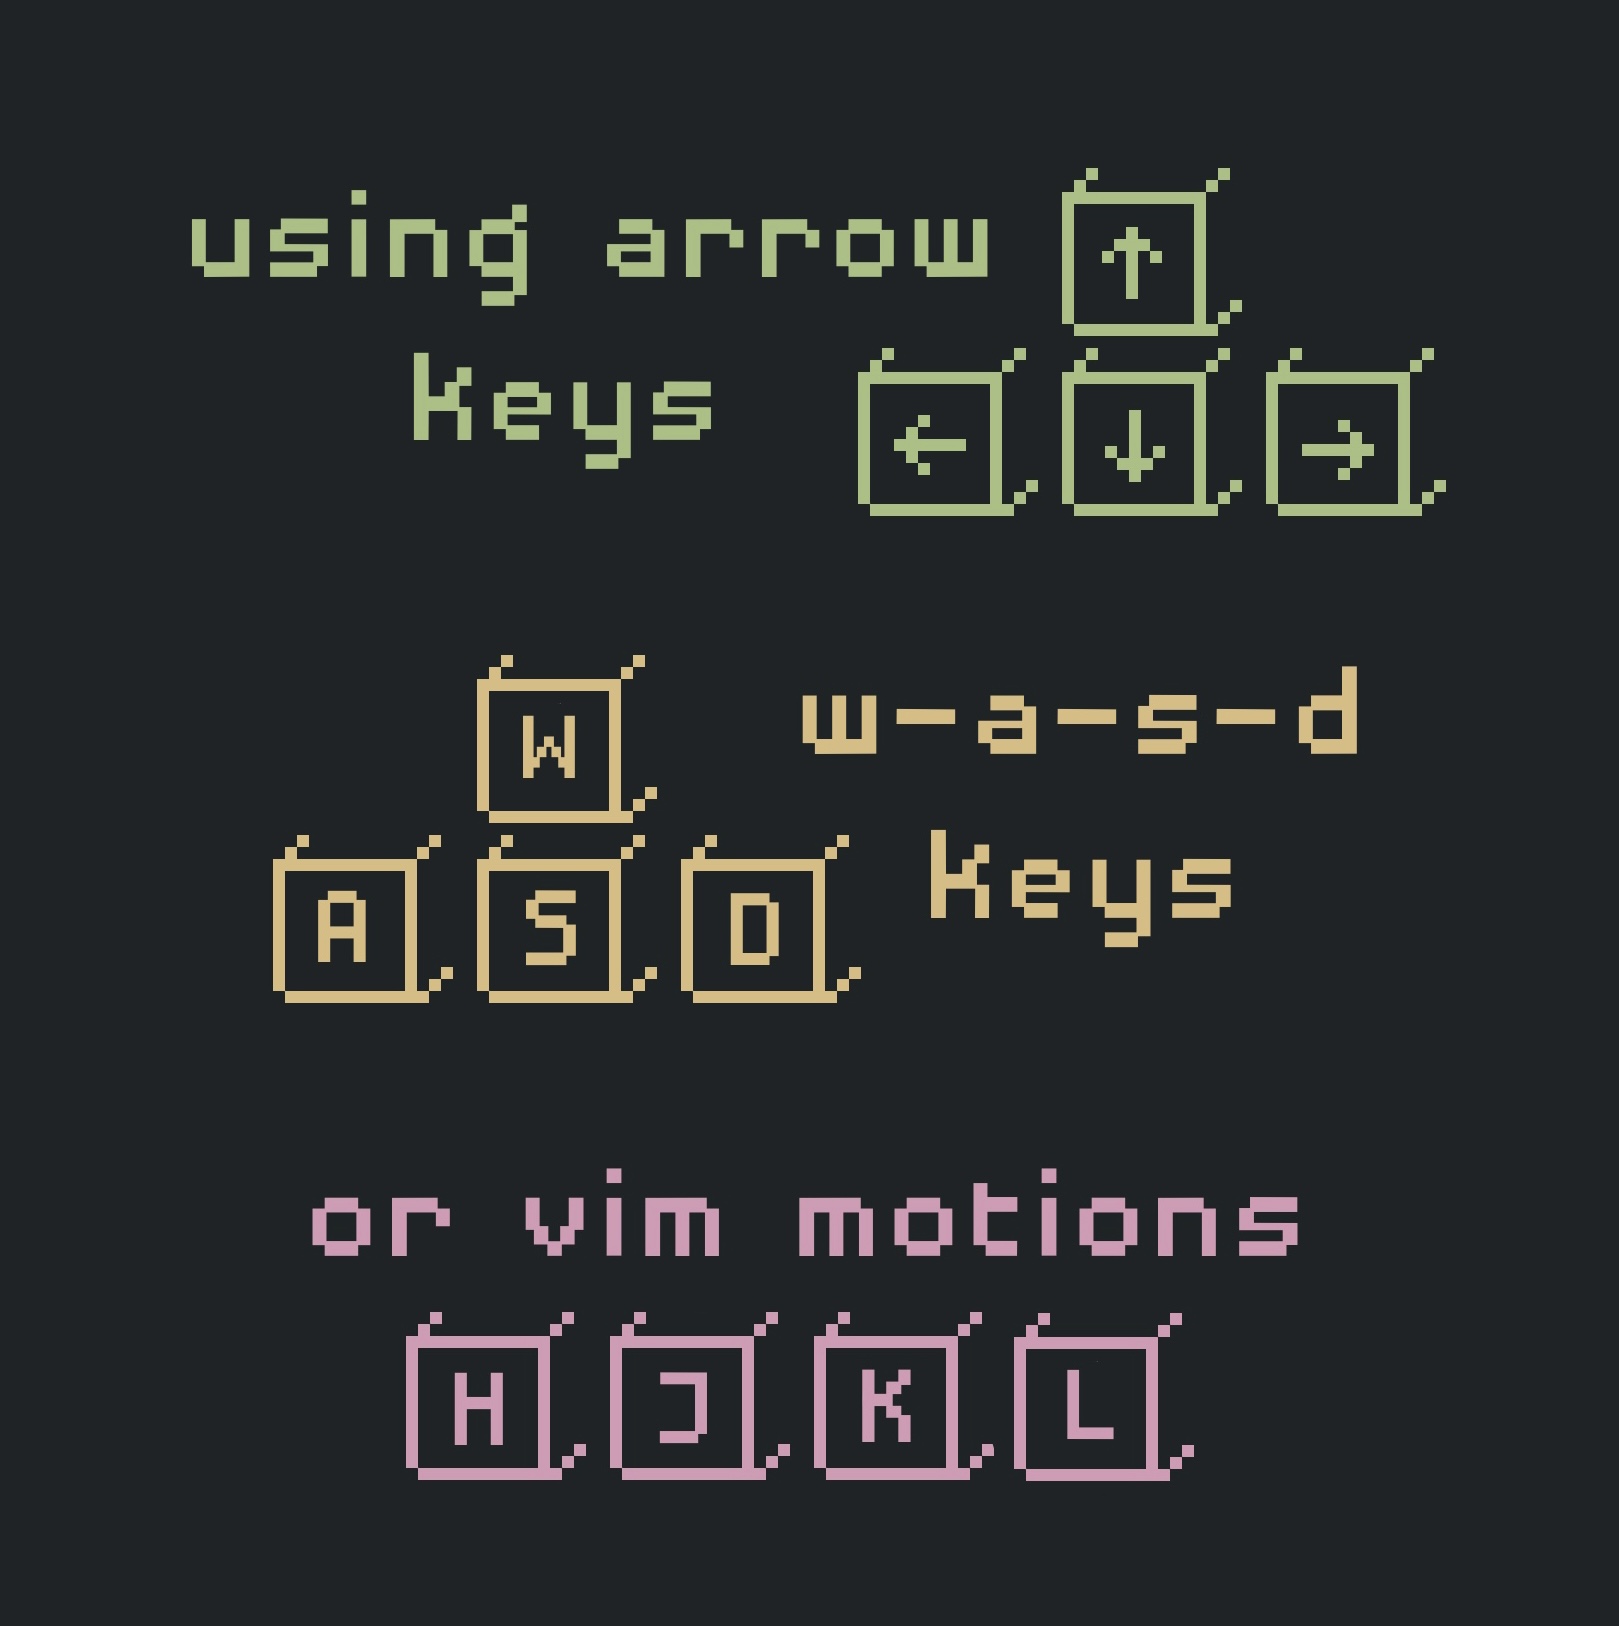 using arrow
↑
keys
← ↓ →
W
w-a-s-d
A S D
keys
or vim motions
H J K L